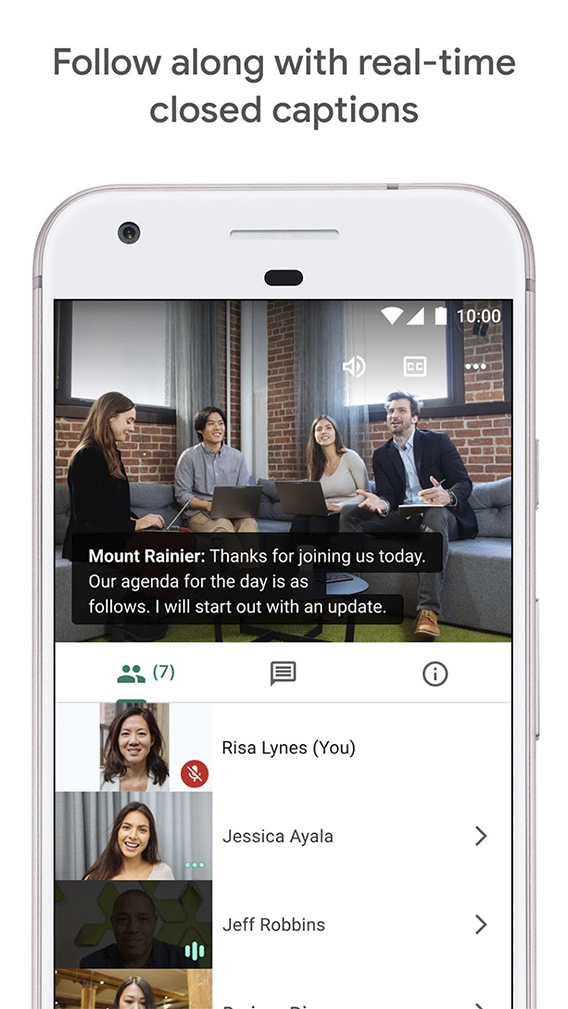 Follow along with real-time
closed captions
10:00
CC
Mount Rainier: Thanks for joining us today.
Our agenda for the day is as
follows. I will start out with an update.
(7)
Risa Lynes (You)
Jessica Ayala
Jeff Robbins